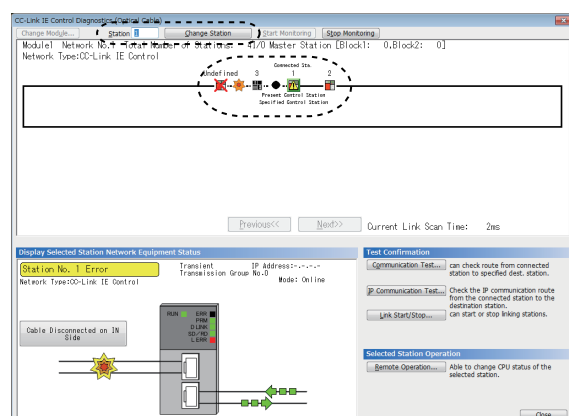 CC-Link IE Control Diagnostics (Optical Cable)
Change Module... Station 1 Change Station Start Monitoring Stop Monitoring
Module1 Network No.1 Total Number of Stations: 4 I/O Master Station [Block1: 0,Block2: 0]
Network Type:CC-Link IE Control
Connected Sta.
Undefined 3 1 2
Present Control Station
Specified Control Station
Previous<< Next>> Current Link Scan Time: 2ms
Display Selected Station Network Equipment Status
Station No. 1 Error
Network Type:CC-Link IE Control
Transient IP Address:-.-.-.-
Transmission Group No.0
Mode: Online
Cable Disconnected on IN Side
RUN ERR
PRM
D LINK
SD/RD
L ERR
Test Confirmation
Communication Test... can check route from connected
station to specified dest. station.
IP Communication Test... Check the IP communication route
from the connected station to the
destination station.
Link Start/Stop... can start or stop linking stations.
Selected Station Operation
Remote Operation... Able to change CPU status of the
selected station.
Close